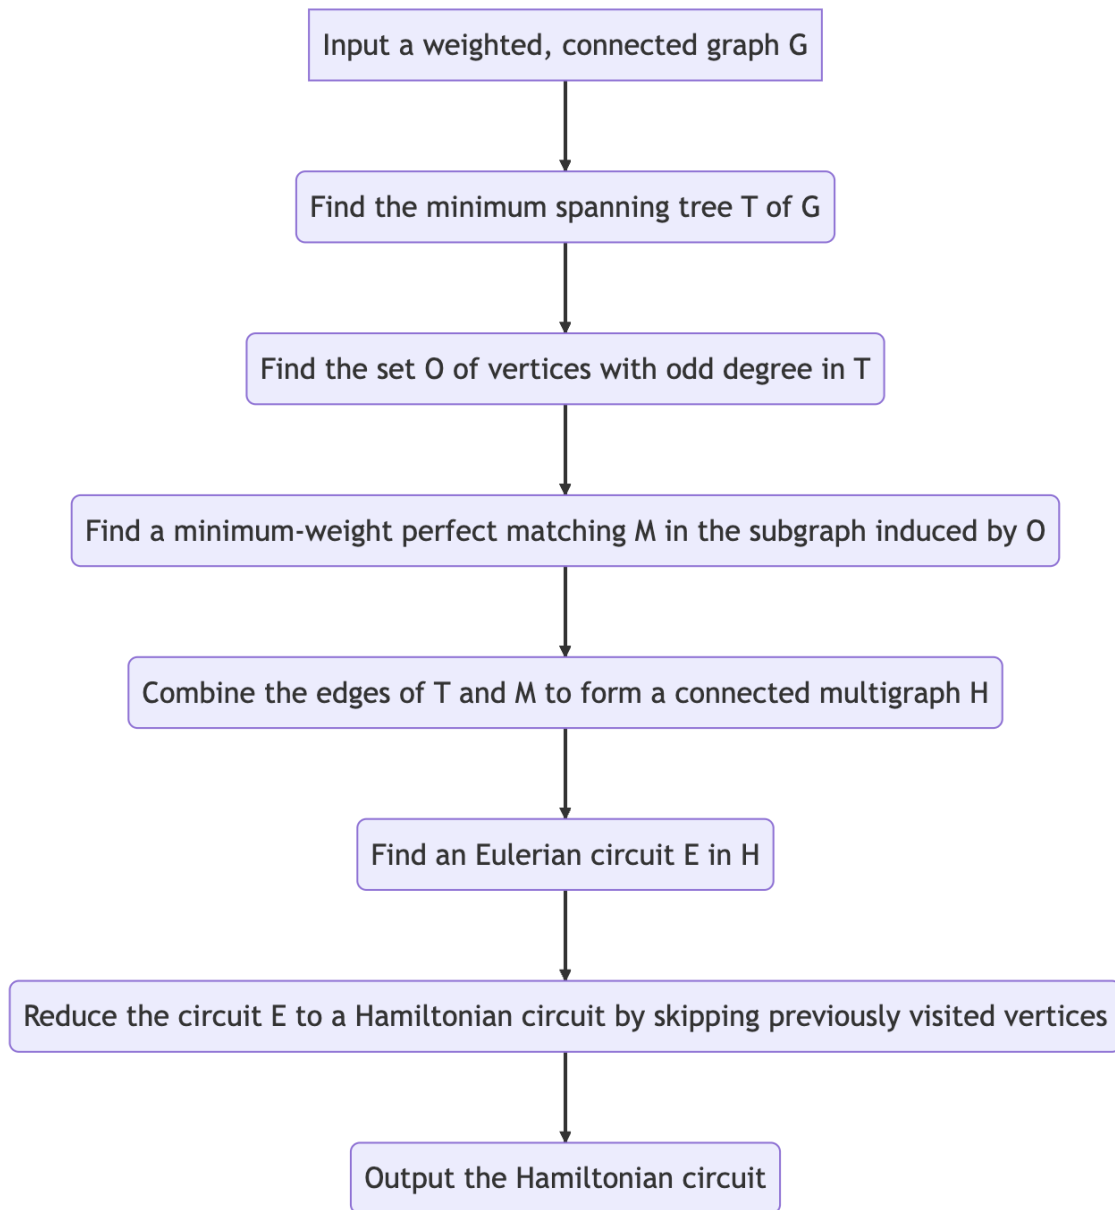 Input a weighted, connected graph G
Find the minimum spanning tree T of G
Find the set O of vertices with odd degree in T
Find a minimum-weight perfect matching M in the subgraph induced by O
Combine the edges of T and M to form a connected multigraph H
Find an Eulerian circuit E in H
Reduce the circuit E to a Hamiltonian circuit by skipping previously visited vertices
Output the Hamiltonian circuit